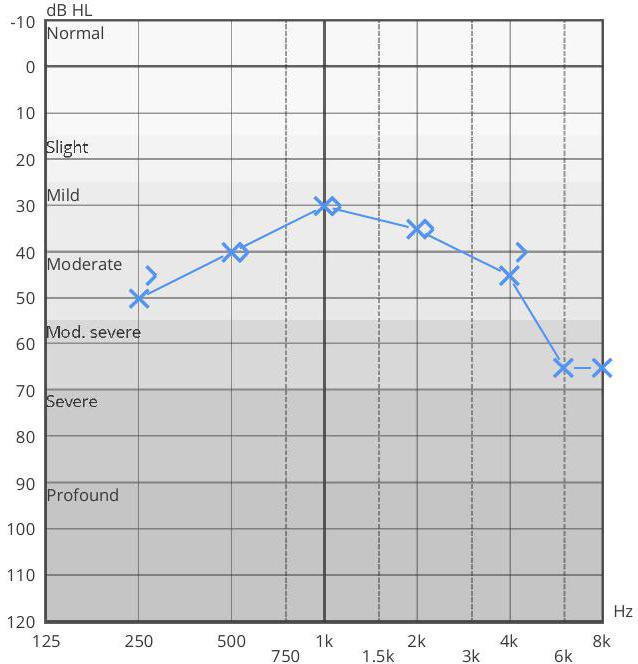 dB HL
-10
Normal
0
10
Slight
20
Mild
30
40
Moderate
50
Mod. severe
60
70
Severe
80
90
Profound
100
110
120
Hz
125 250 500 1k 2k 4k 8k
750 1.5k 3k 6k